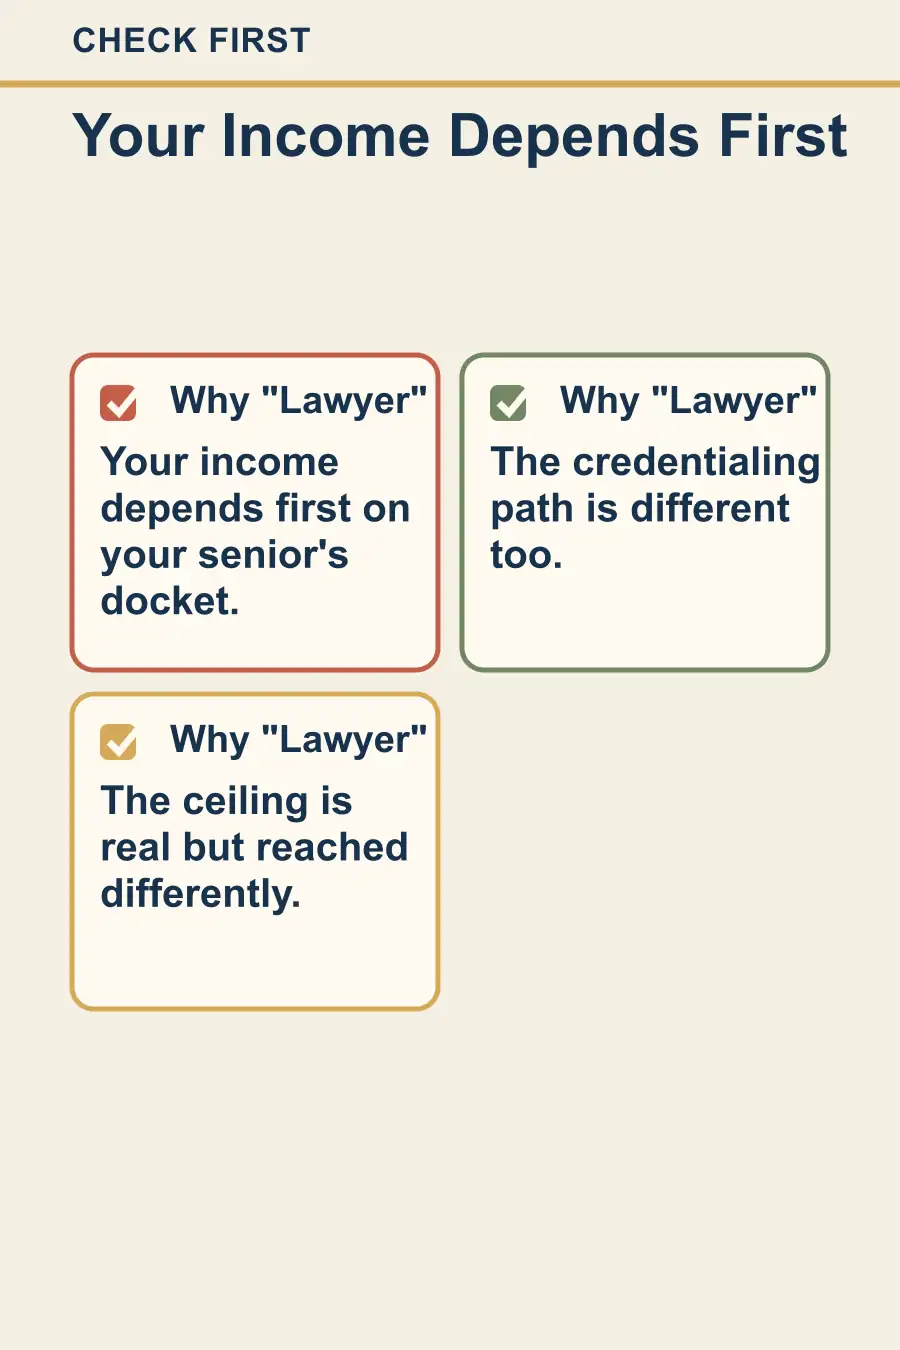 CHECK FIRST
Your Income Depends First
Why "Lawyer"
Your income
depends first on
your senior's
docket.
Why "Lawyer"
The credentialing
path is different
too.
Why "Lawyer"
The ceiling is
real but reached
differently.